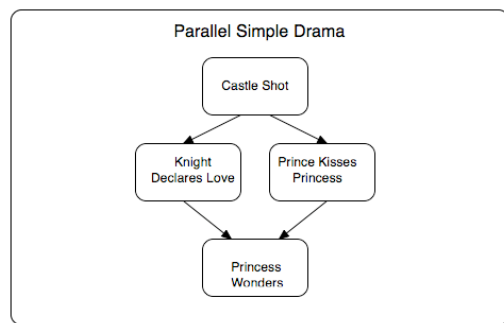 Parallel Simple Drama
Castle Shot
Knight
Declares Love
Prince Kisses
Princess
Princess
Wonders